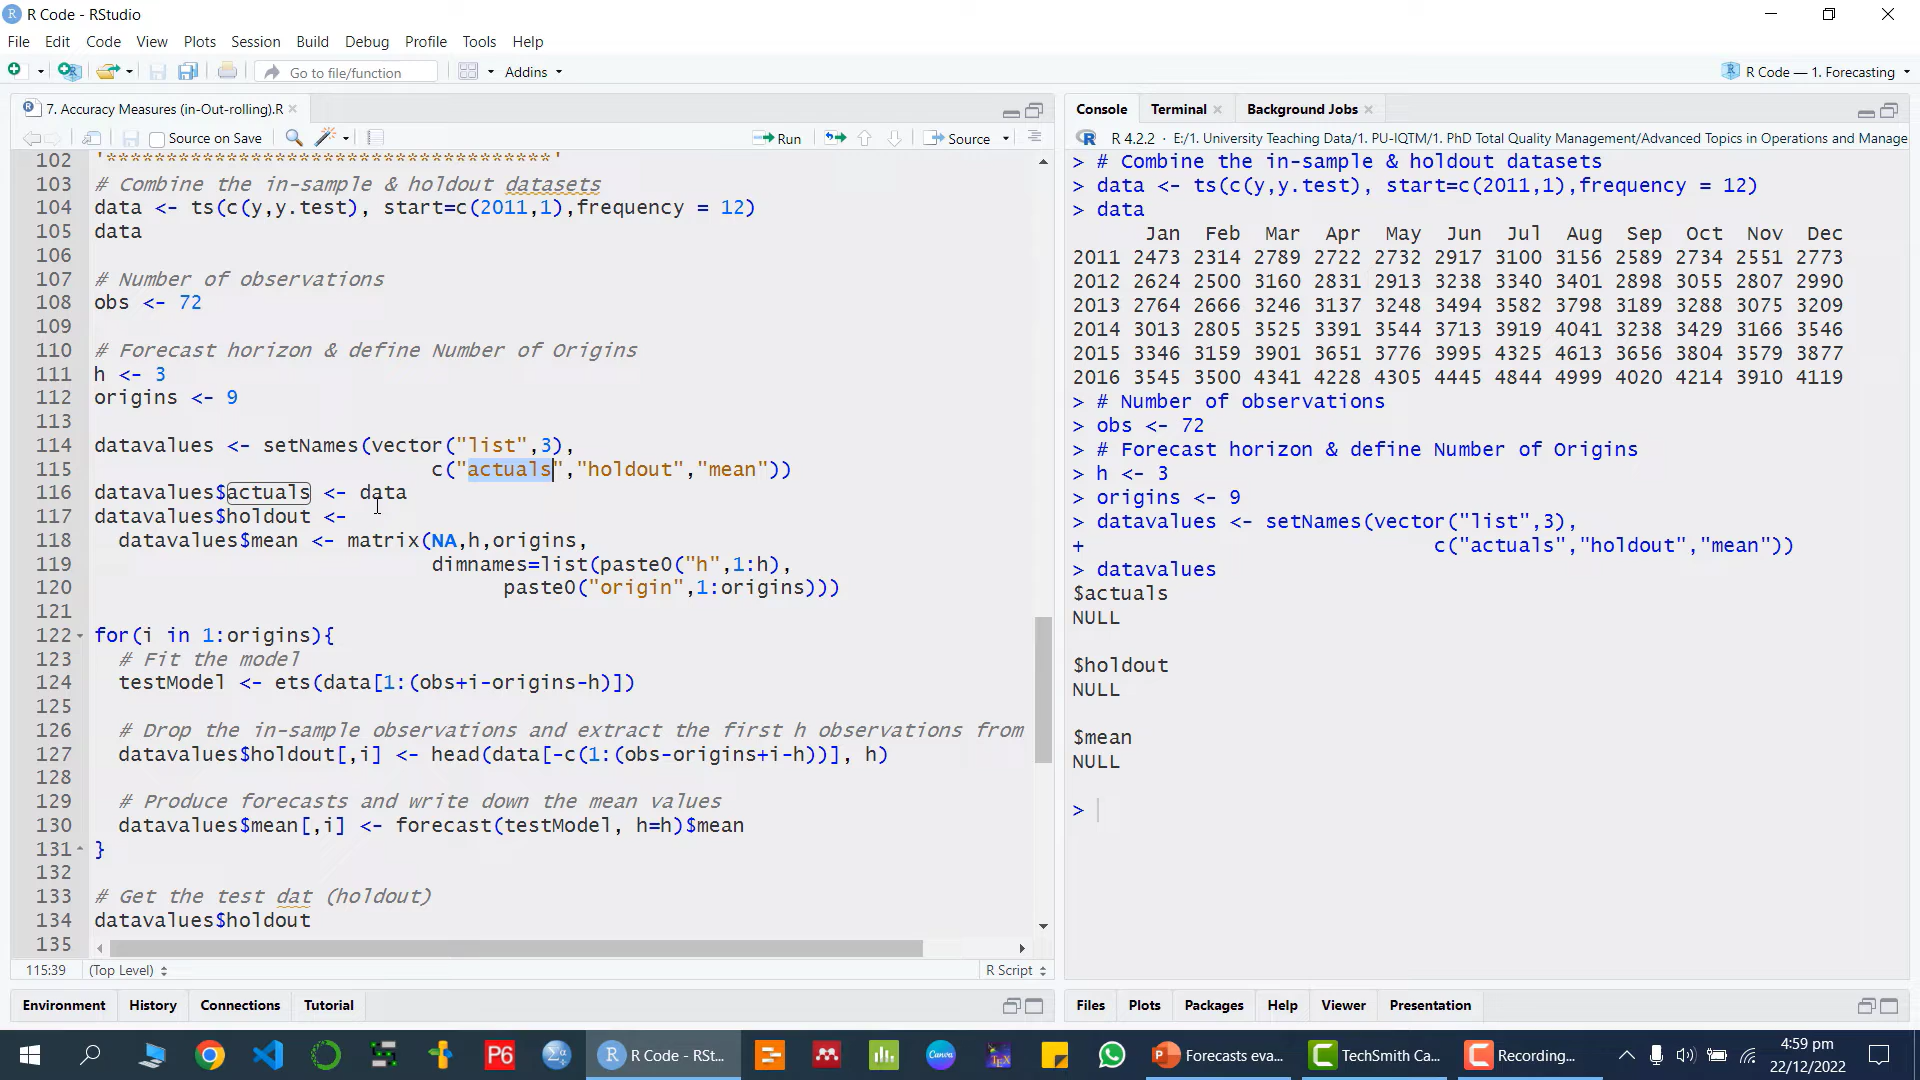 R Code - RStudio
File Edit Code View Plots Session Build Debug Profile Tools Help
Go to file/function Addins R Code — 1. Forecasting
7. Accuracy Measures (in-Out-rolling).R
Source on Save Run Source
102 '*************************************'
103 # Combine the in-sample & holdout datasets
104 data <- ts(c(y,y.test), start=c(2011,1),frequency = 12)
105 data
106
107 # Number of observations
108 obs <- 72
109
110 # Forecast horizon & define Number of Origins
111 h <- 3
112 origins <- 9
113
114 datavalues <- setNames(vector("list",3),
115 c("actuals","holdout","mean"))
116 datavalues$actuals <- data
117 datavalues$holdout <-
118 datavalues$mean <- matrix(NA,h,origins,
119 dimnames=list(paste0("h",1:h),
120 paste0("origin",1:origins)))
121
122 for(i in 1:origins){
123 # Fit the model
124 testModel <- ets(data[1:(obs+i-origins-h)])
125
126 # Drop the in-sample observations and extract the first h observations from
127 datavalues$holdout[,i] <- head(data[-c(1:(obs-origins+i-h))], h)
128
129 # Produce forecasts and write down the mean values
130 datavalues$mean[,i] <- forecast(testModel, h=h)$mean
131 }
132
133 # Get the test dat (holdout)
134 datavalues$holdout
135
115:39 (Top Level) R Script
Environment History Connections Tutorial
Console Terminal Background Jobs
R 4.2.2 · E:/1. University Teaching Data/1. PU-IQTM/1. PhD Total Quality Management/Advanced Topics in Operations and Manage
> # Combine the in-sample & holdout datasets
> data <- ts(c(y,y.test), start=c(2011,1),frequency = 12)
> data
Jan Feb Mar Apr May Jun Jul Aug Sep Oct Nov Dec
2011 2473 2314 2789 2722 2732 2917 3100 3156 2589 2734 2551 2773
2012 2624 2500 3160 2831 2913 3238 3340 3401 2898 3055 2807 2990
2013 2764 2666 3246 3137 3248 3494 3582 3798 3189 3288 3075 3209
2014 3013 2805 3525 3391 3544 3713 3919 4041 3238 3429 3166 3546
2015 3346 3159 3901 3651 3776 3995 4325 4613 3656 3804 3579 3877
2016 3545 3500 4341 4228 4305 4445 4844 4999 4020 4214 3910 4119
> # Number of observations
> obs <- 72
> # Forecast horizon & define Number of Origins
> h <- 3
> origins <- 9
> datavalues <- setNames(vector("list",3),
+ c("actuals","holdout","mean"))
> datavalues
$actuals
NULL
$holdout
NULL
$mean
NULL
>
Files Plots Packages Help Viewer Presentation
P6 R Code - RSt... Canva TEX Forecasts eva... TechSmith Ca... Recording... 4:59 pm
22/12/2022